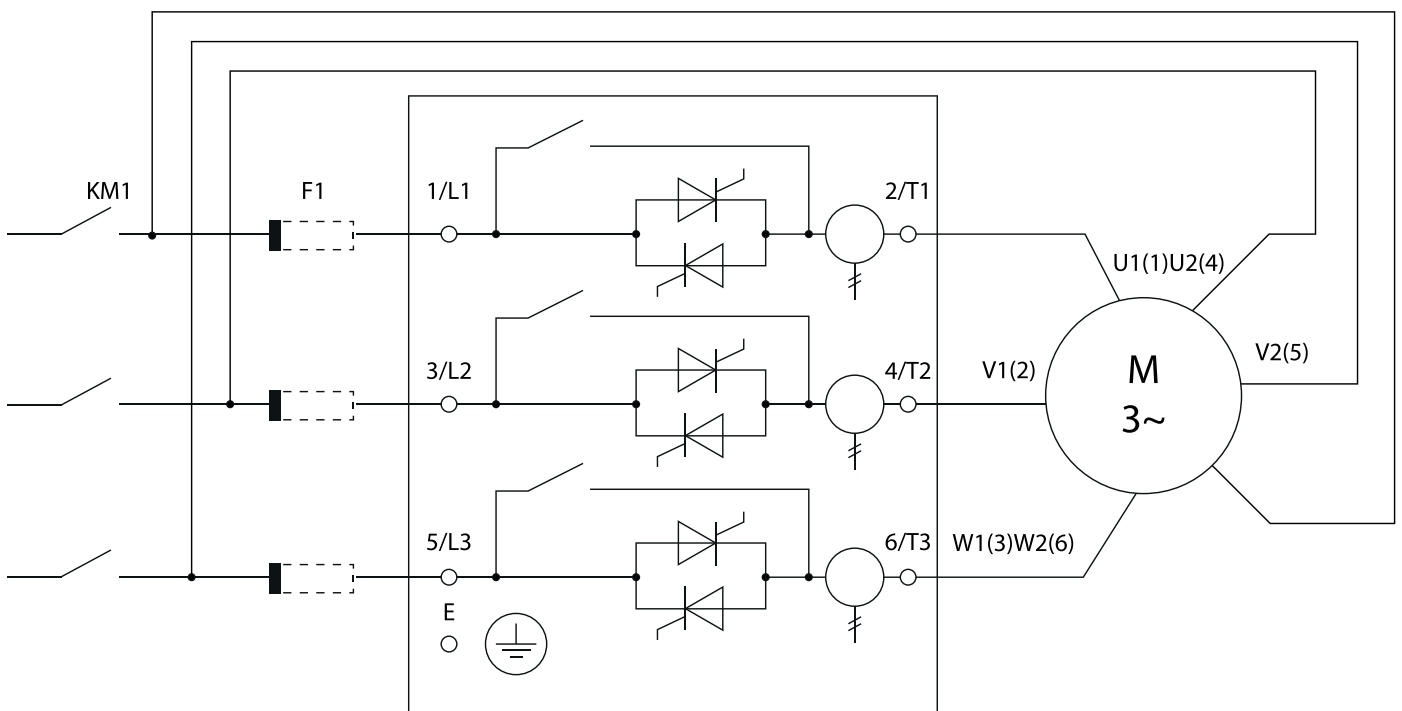 KM1
F1
1/L1
2/T1
U1(1)U2(4)
3/L2
4/T2
V1(2)
V2(5)
M
3~
5/L3
6/T3
W1(3)W2(6)
E